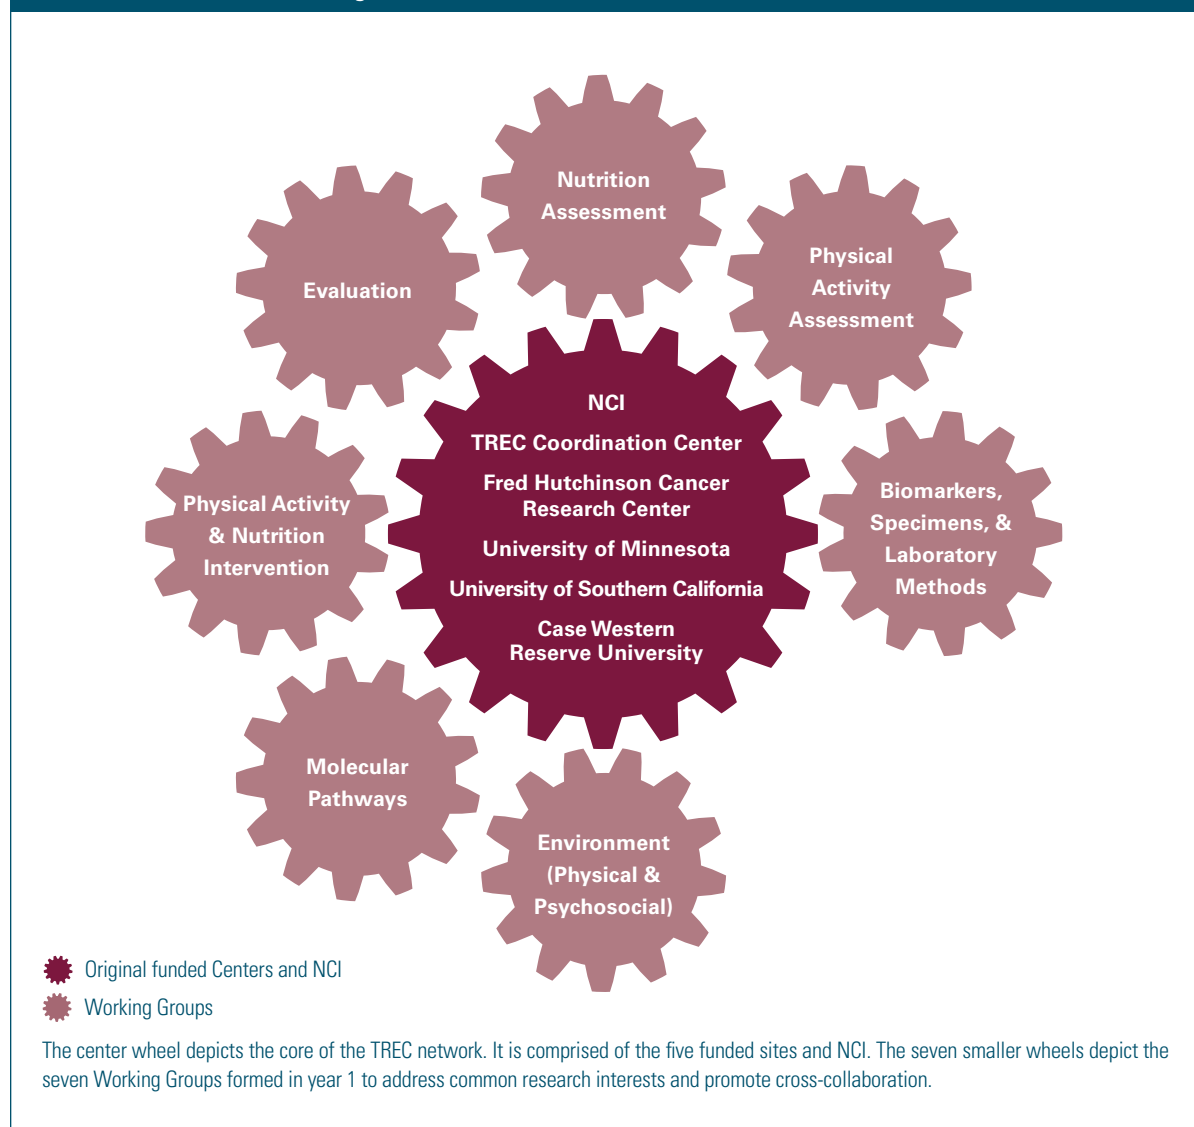 Nutrition
Assessment
Physical
Activity
Assessment
Evaluation
NCI
TREC Coordination Center
Fred Hutchinson Cancer
Research Center
University of Minnesota
University of Southern California
Case Western
Reserve University
Physical Activity
& Nutrition
Intervention
Biomarkers,
Specimens, &
Laboratory
Methods
Molecular
Pathways
Environment
(Physical &
Psychosocial)
Original funded Centers and NCI
Working Groups
The center wheel depicts the core of the TREC network. It is comprised of the five funded sites and NCI. The seven smaller wheels depict the
seven Working Groups formed in year 1 to address common research interests and promote cross-collaboration.